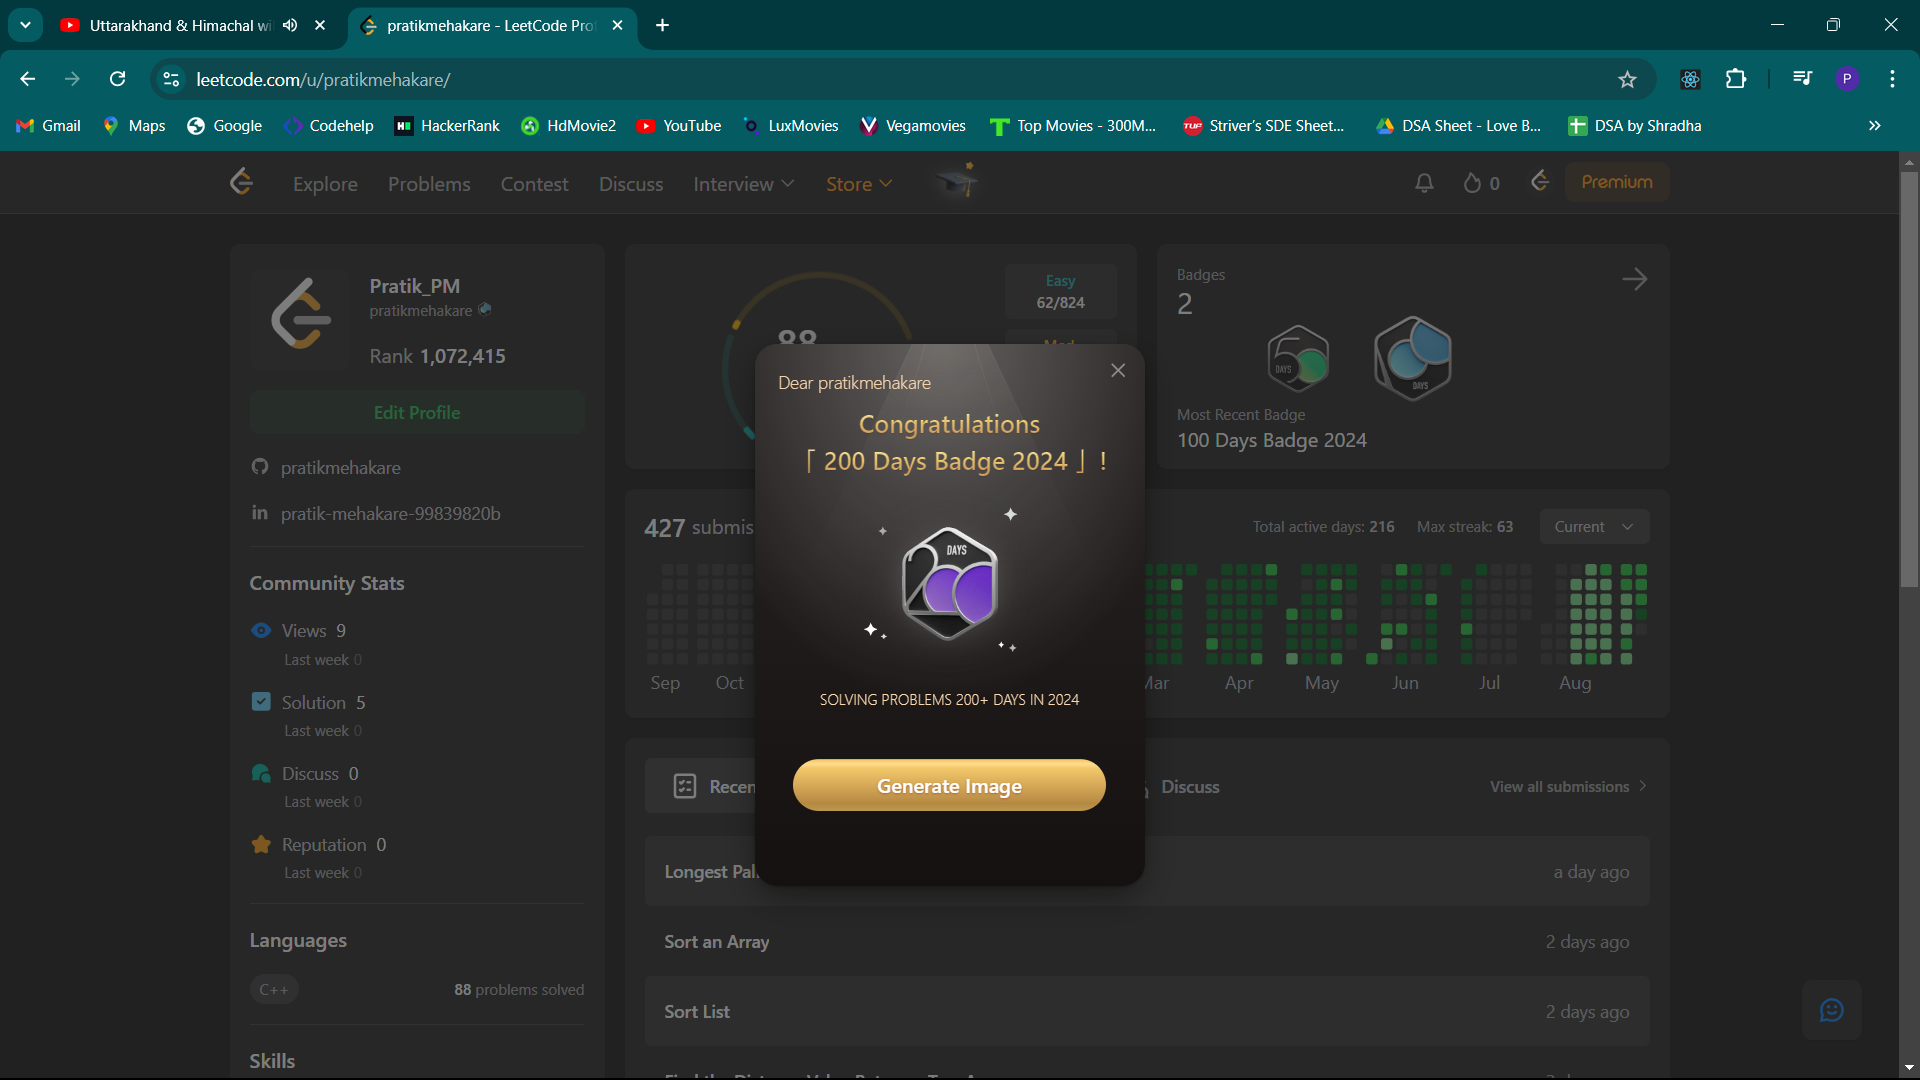 Uttarakhand & Himachal wi
pratikmehakare - LeetCode Pro
leetcode.com/u/pratikmehakare/
P
Gmail
Maps
Google
Codehelp
HackerRank
HdMovie2
YouTube
LuxMovies
Vegamovies
Top Movies - 300M...
TUF
Striver's SDE Sheet...
DSA Sheet - Love B...
DSA by Shradha
Explore
Problems
Contest
Discuss
Interview
Store
0
Premium
Pratik_PM
pratikmehakare
Rank 1,072,415
Edit Profile
pratikmehakare
in pratik-mehakare-99839820b
Community Stats
Views 9
Last week 0
Solution 5
Last week 0
Discuss 0
Last week 0
Reputation 0
Last week 0
Languages
C++
88 problems solved
Skills
88
Easy
62/824
Med
Badges
2
50 DAYS
DAYS
Most Recent Badge
100 Days Badge 2024
Dear pratikmehakare
Congratulations
「 200 Days Badge 2024 」!
DAYS
200
SOLVING PROBLEMS 200+ DAYS IN 2024
Generate Image
427 submis
Total active days: 216
Max streak: 63
Current
Sep
Oct
Mar
Apr
May
Jun
Jul
Aug
Recen
Discuss
View all submissions
Longest Pal
a day ago
Sort an Array
2 days ago
Sort List
2 days ago